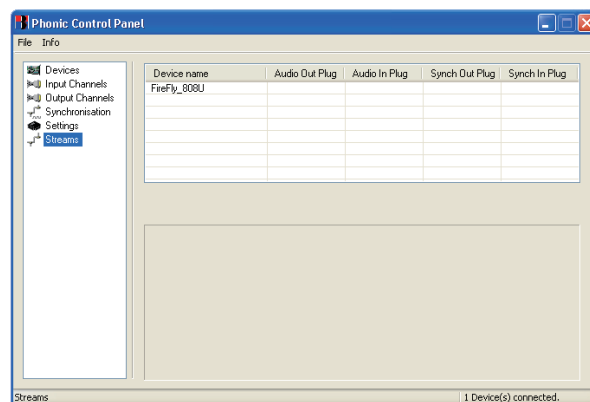 Phonic Control Panel
File Info
Devices
Input Channels
Output Channels
Synchronisation
Settings
Streams
Device name Audio Out Plug Audio In Plug Synch Out Plug Synch In Plug
FireFly_808U
Streams 1 Device(s) connected.